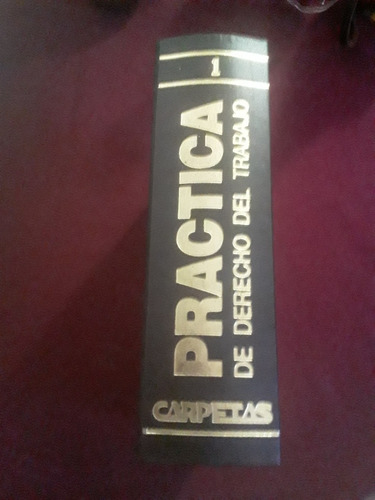 1
PRACTICA
DE DERECHO DEL TRABAJO
CARPETAS